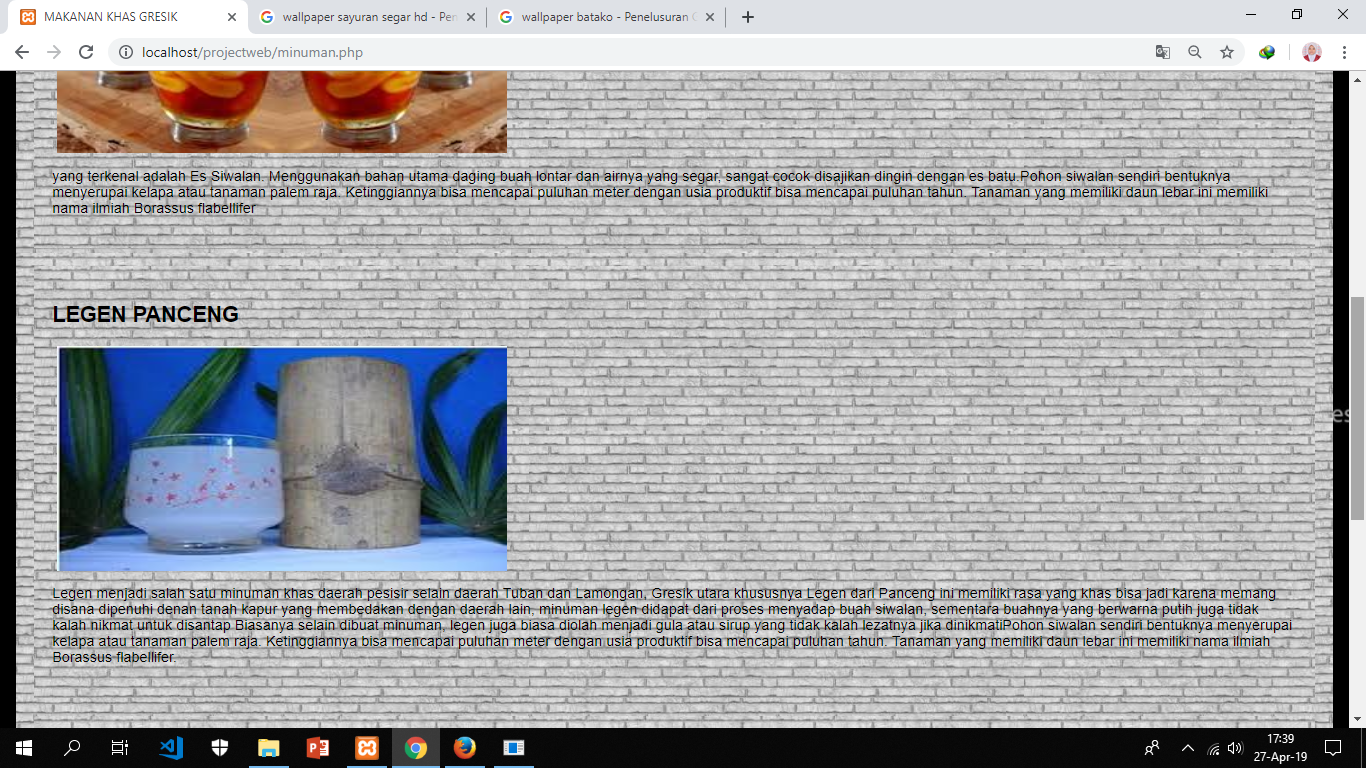 MAKANAN KHAS GRESIK
wallpaper sayuran segar hd - Pen
wallpaper batako - Penelusuran G
localhost/projectweb/minuman.php
yang terkenal adalah Es Siwalan. Menggunakan bahan utama daging buah lontar dan airnya yang segar, sangat cocok disajikan dingin dengan es batu.Pohon siwalan sendiri bentuknya
menyerupai kelapa atau tanaman palem raja. Ketinggiannya bisa mencapai puluhan meter dengan usia produktif bisa mencapai puluhan tahun. Tanaman yang memiliki daun lebar ini memiliki
nama ilmiah Borassus flabellifer
LEGEN PANCENG
es
Legen menjadi salah satu minuman khas daerah pesisir selain daerah Tuban dan Lamongan, Gresik utara khususnya Legen dari Panceng ini memiliki rasa yang khas bisa jadi karena memang
disana dipenuhi denan tanah kapur yang membedakan dengan daerah lain, minuman legen didapat dari proses menyadap buah siwalan, sementara buahnya yang berwarna putih juga tidak
kalah nikmat untuk disantap.Biasanya selain dibuat minuman, legen juga biasa diolah menjadi gula atau sirup yang tidak kalah lezatnya jika dinikmatiPohon siwalan sendiri bentuknya menyerupai
kelapa atau tanaman palem raja. Ketinggiannya bisa mencapai puluhan meter dengan usia produktif bisa mencapai puluhan tahun. Tanaman yang memiliki daun lebar ini memiliki nama ilmiah
Borassus flabellifer.
17:39
27-Apr-19